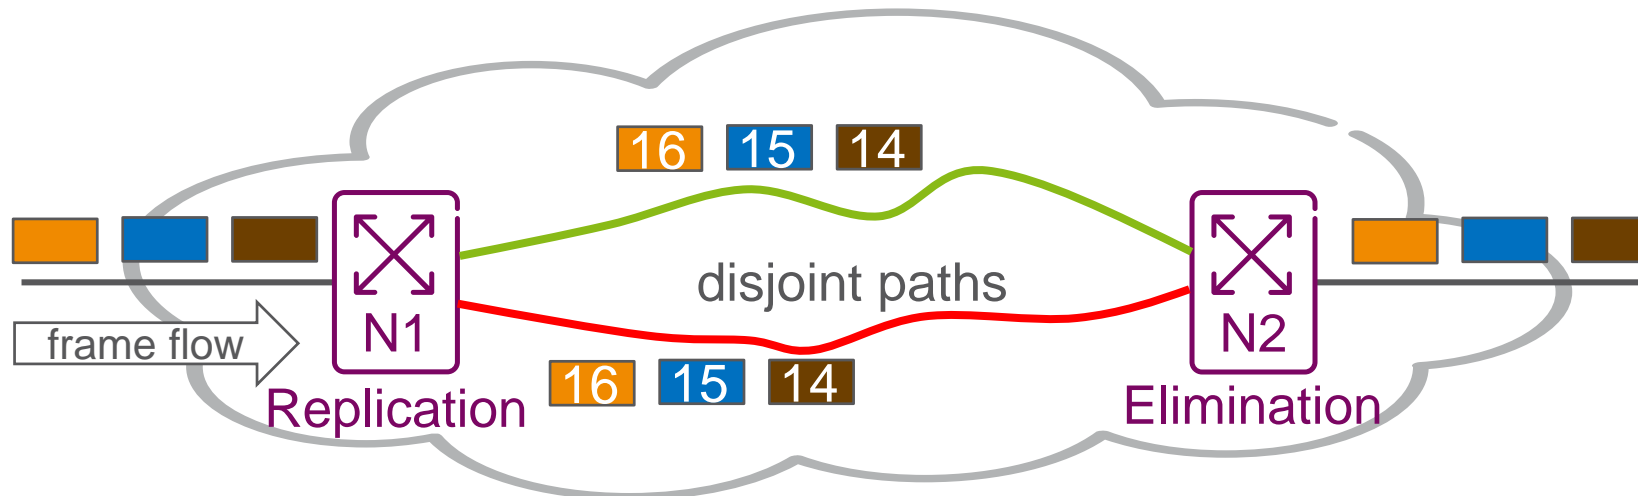 16 15 14
disjoint paths
N1
N2
frame flow
16 15 14
Replication
Elimination